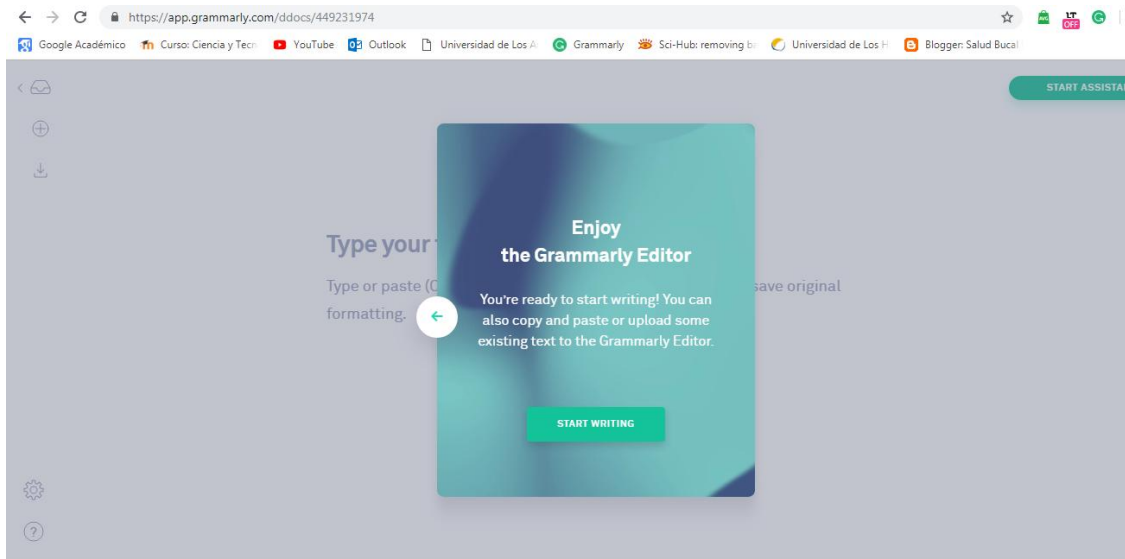 https://app.grammarly.com/ddocs/449231974
OFF
Google Académico Curso: Ciencia y Tecn YouTube Outlook Universidad de Los A Grammarly Sci-Hub: removing b Universidad de Los H Blogger: Salud Bucal
START ASSISTA
Enjoy
the Grammarly Editor
Type your
Type or paste (C save original
formatting.
You're ready to start writing! You can
also copy and paste or upload some
existing text to the Grammarly Editor.
START WRITING